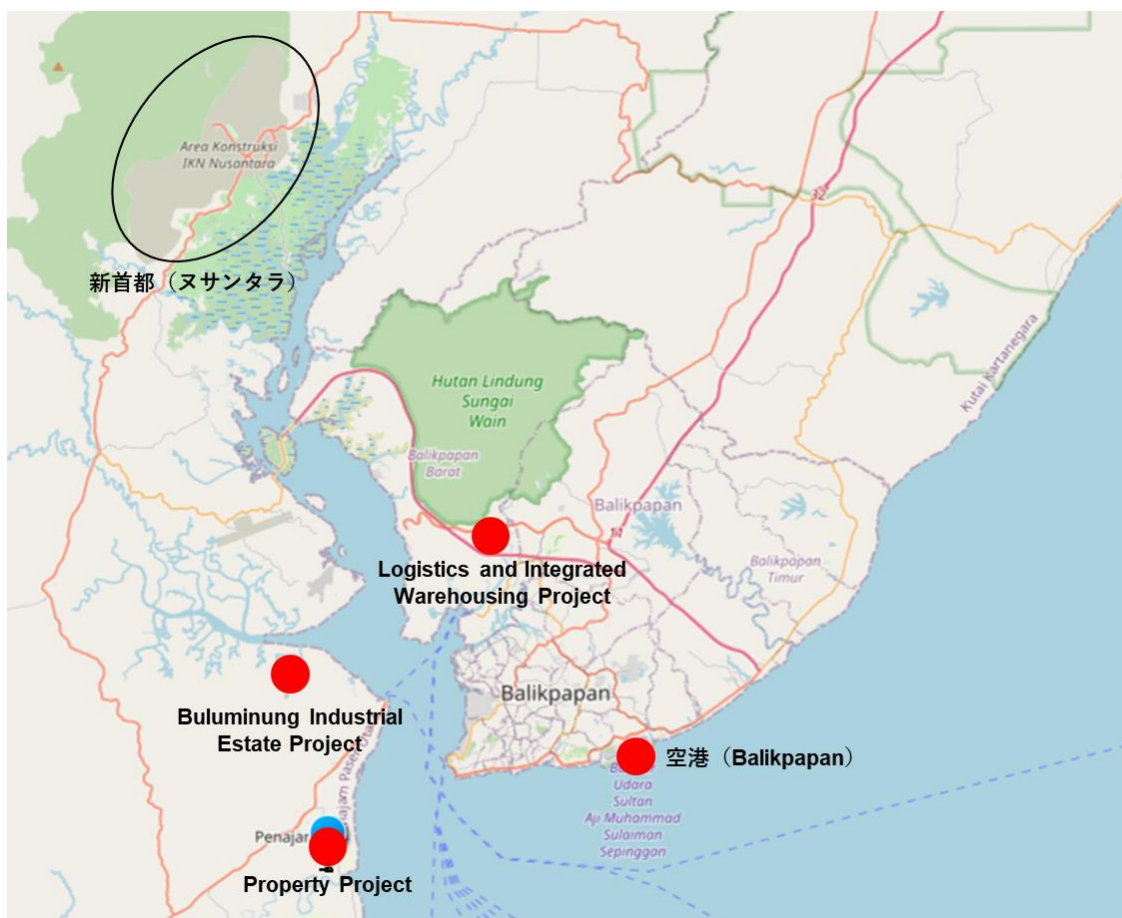 Area Konstruksi
IKN Nusantara
新首都（ヌサンタラ）
32
Kutai Kartanegara
Hutan Lindung
Sungai
Wain
Balikpapan
Barat
Balikpapan
Balikpapan
Timur
Logistics and Integrated
Warehousing Project
Buluminung Industrial
Estate Project
Balikpapan
空港（Balikpapan）
Udara
Sultan
Aji Muhammad
Sulaiman
Sepinggan
Penajar
Property Project